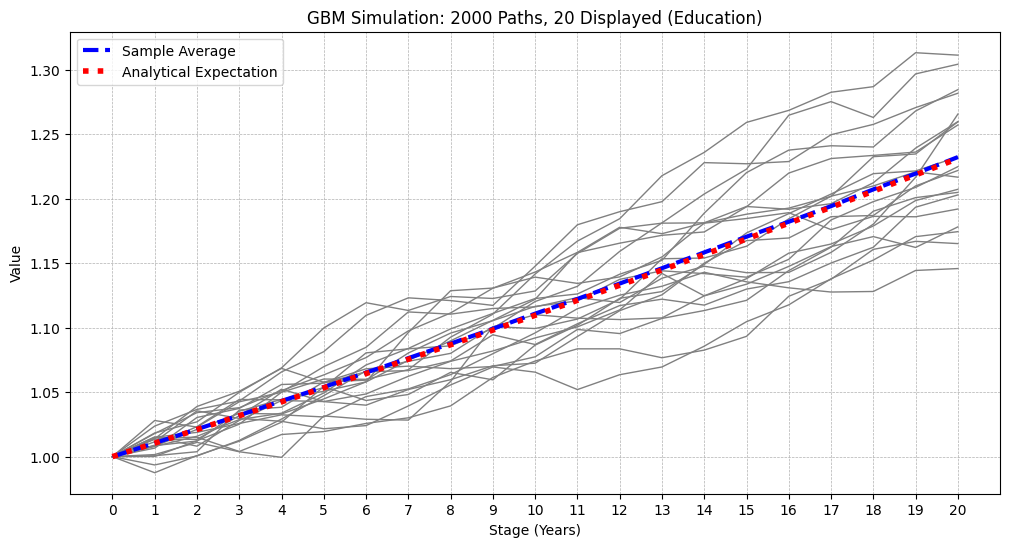 GBM Simulation: 2000 Paths, 20 Displayed (Education)
Sample Average
Analytical Expectation
1.30
1.25
1.20
1.15
1.10
1.05
1.00
Value
0 1 2 3 4 5 6 7 8 9 10 11 12 13 14 15 16 17 18 19 20
Stage (Years)